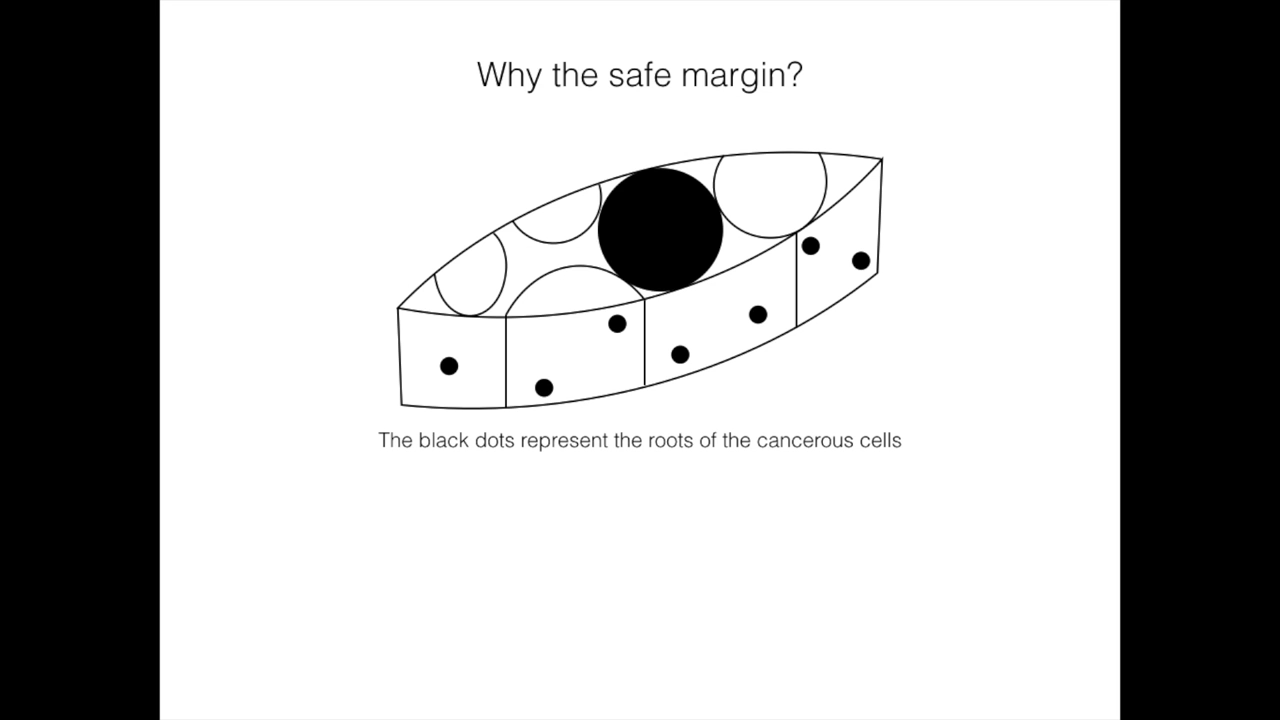 Why the safe margin?
The black dots represent the roots of the cancerous cells